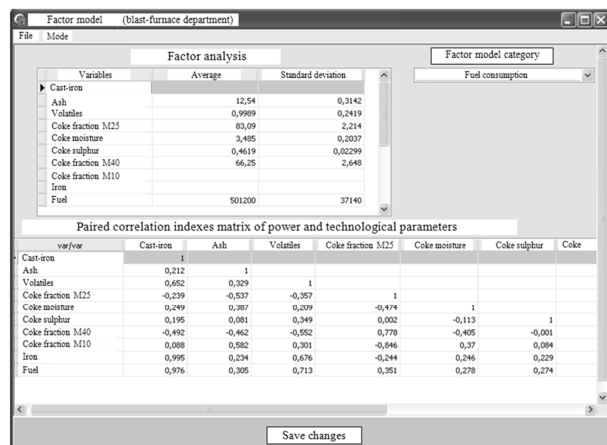 Factor model (blast-furnace department)
File Mode
Factor analysis
Factor model category
Variables Average Standard deviation
Fuel consumption
Cast-iron
Ash 12,54 0,3142
Volatiles 0,9989 0,2419
Coke fraction M25 83,09 2,214
Coke moisture 3,485 0,2037
Coke sulphur 0,4619 0,02299
Coke fraction M40 66,25 2,648
Coke fraction M10
Iron
Fuel 501200 37140
Paired correlation indexes matrix of power and technological parameters
var/var Cast-iron Ash Volatiles Coke fraction M25 Coke moisture Coke sulphur Coke
Cast-iron 1
Ash 0,212 1
Volatiles 0,652 0,329 1
Coke fraction M25 -0,239 -0,537 -0,357 1
Coke moisture 0,249 0,387 0,209 -0,474 1
Coke sulphur 0,195 0,081 0,349 0,002 -0,113 1
Coke fraction M40 -0,492 -0,462 -0,552 0,778 -0,405 -0,001
Coke fraction M10 0,088 0,582 0,301 -0,846 0,37 0,084
Iron 0,995 0,234 0,676 -0,244 0,246 0,229
Fuel 0,976 0,305 0,713 0,351 0,278 0,274
Save changes